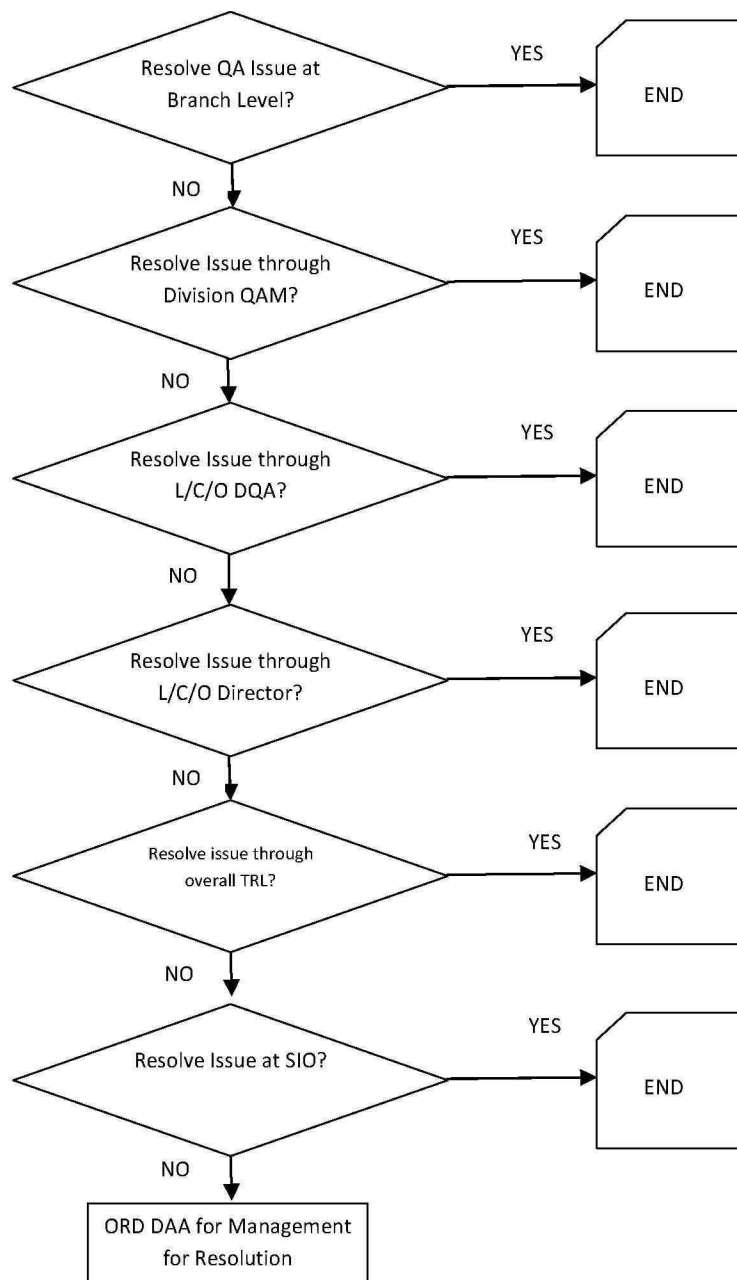 Resolve QA Issue at
Branch Level?
YES
END
NO
Resolve Issue through
Division QAM?
YES
END
NO
Resolve Issue through
L/C/O DQA?
YES
END
NO
Resolve Issue through
L/C/O Director?
YES
END
NO
Resolve issue through
overall TRL?
YES
END
NO
Resolve Issue at SIO?
YES
END
NO
ORD DAA for Management
for Resolution